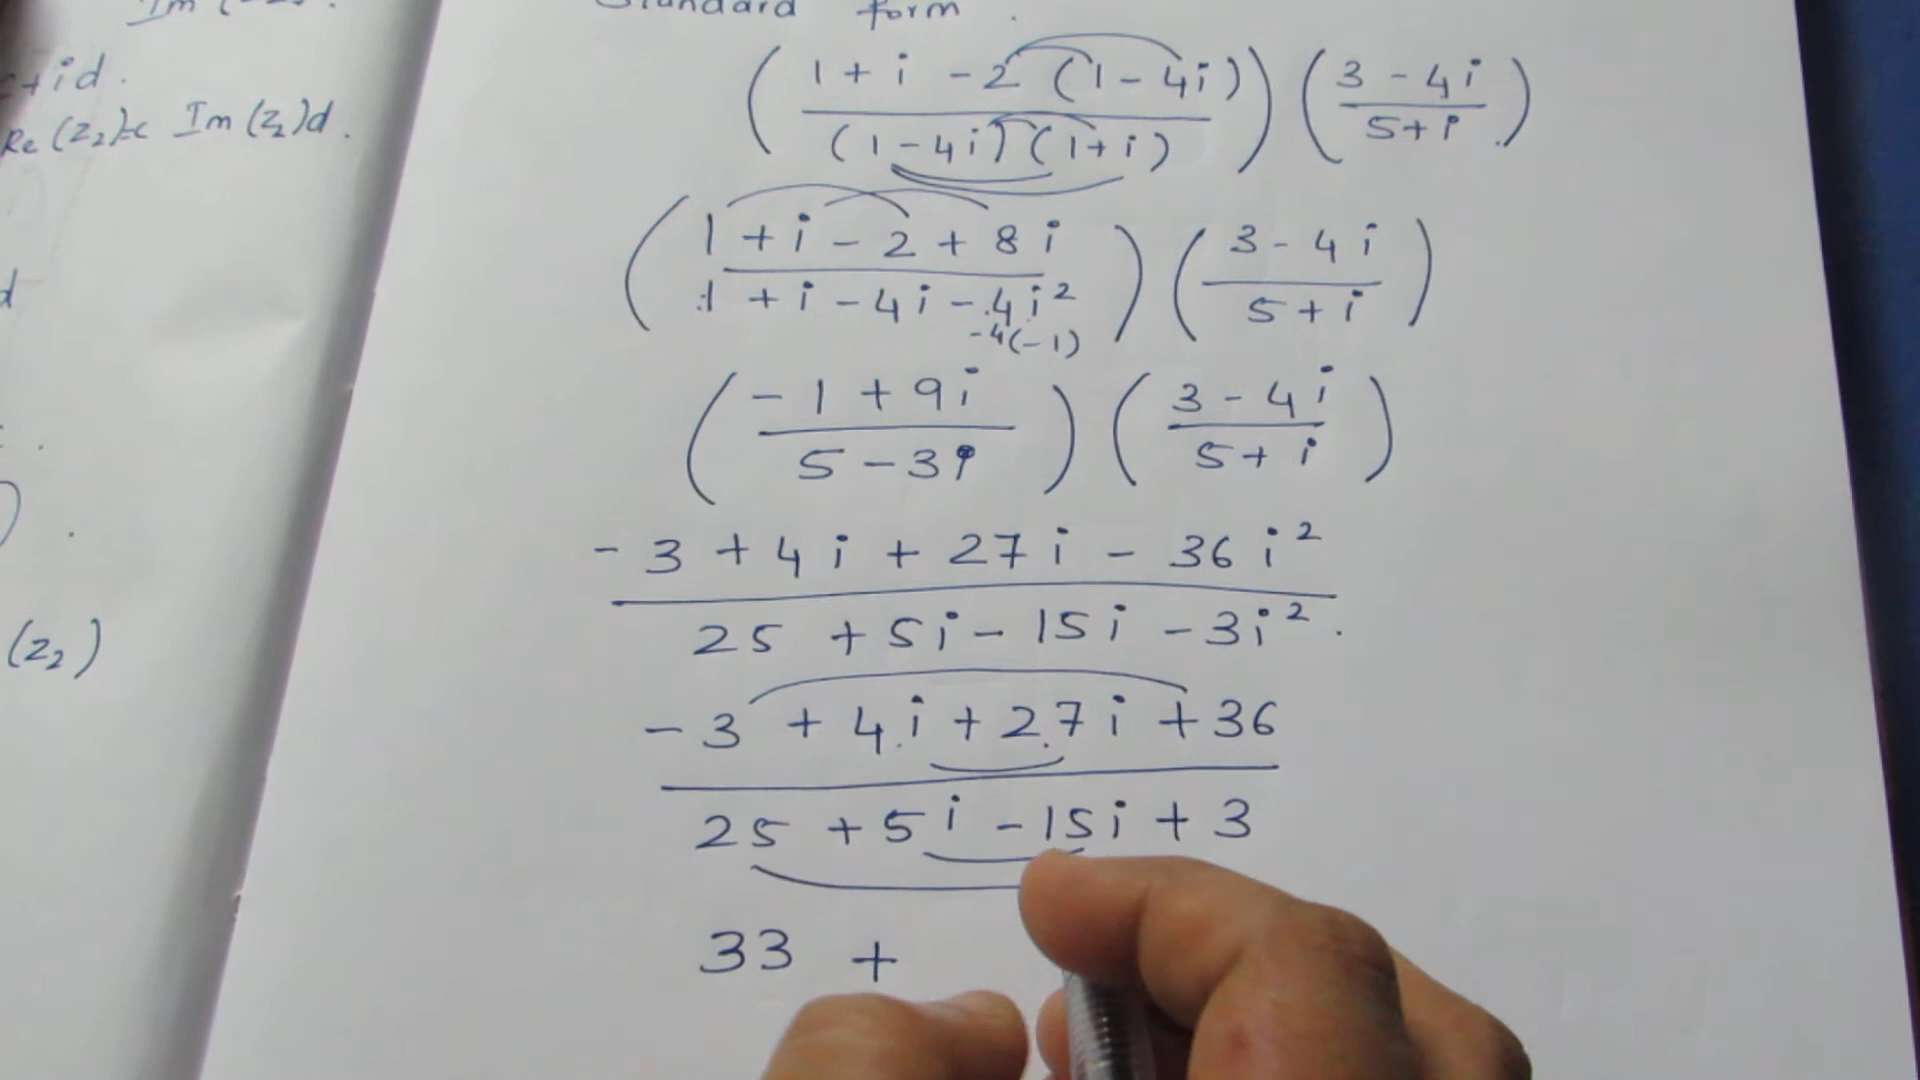 Im (
Standard form .
c + id .
Re (Z₂)=c Im (Z₂)d .
d
(Z₂)
( (1 + i - 2 (1 - 4i)) / ((1 - 4i) (1 + i)) ) ( (3 - 4i) / (5 + i) )
( (1 + i - 2 + 8i) / (1 + i - 4i - 4i²) ) ( (3 - 4i) / (5 + i) )
-4(-1)
( (-1 + 9i) / (5 - 3i) ) ( (3 - 4i) / (5 + i) )
-3 + 4i + 27i - 36i²
25 + 5i - 15i - 3i² .
-3 + 4i + 27i + 36
25 + 5i - 15i + 3
33 +